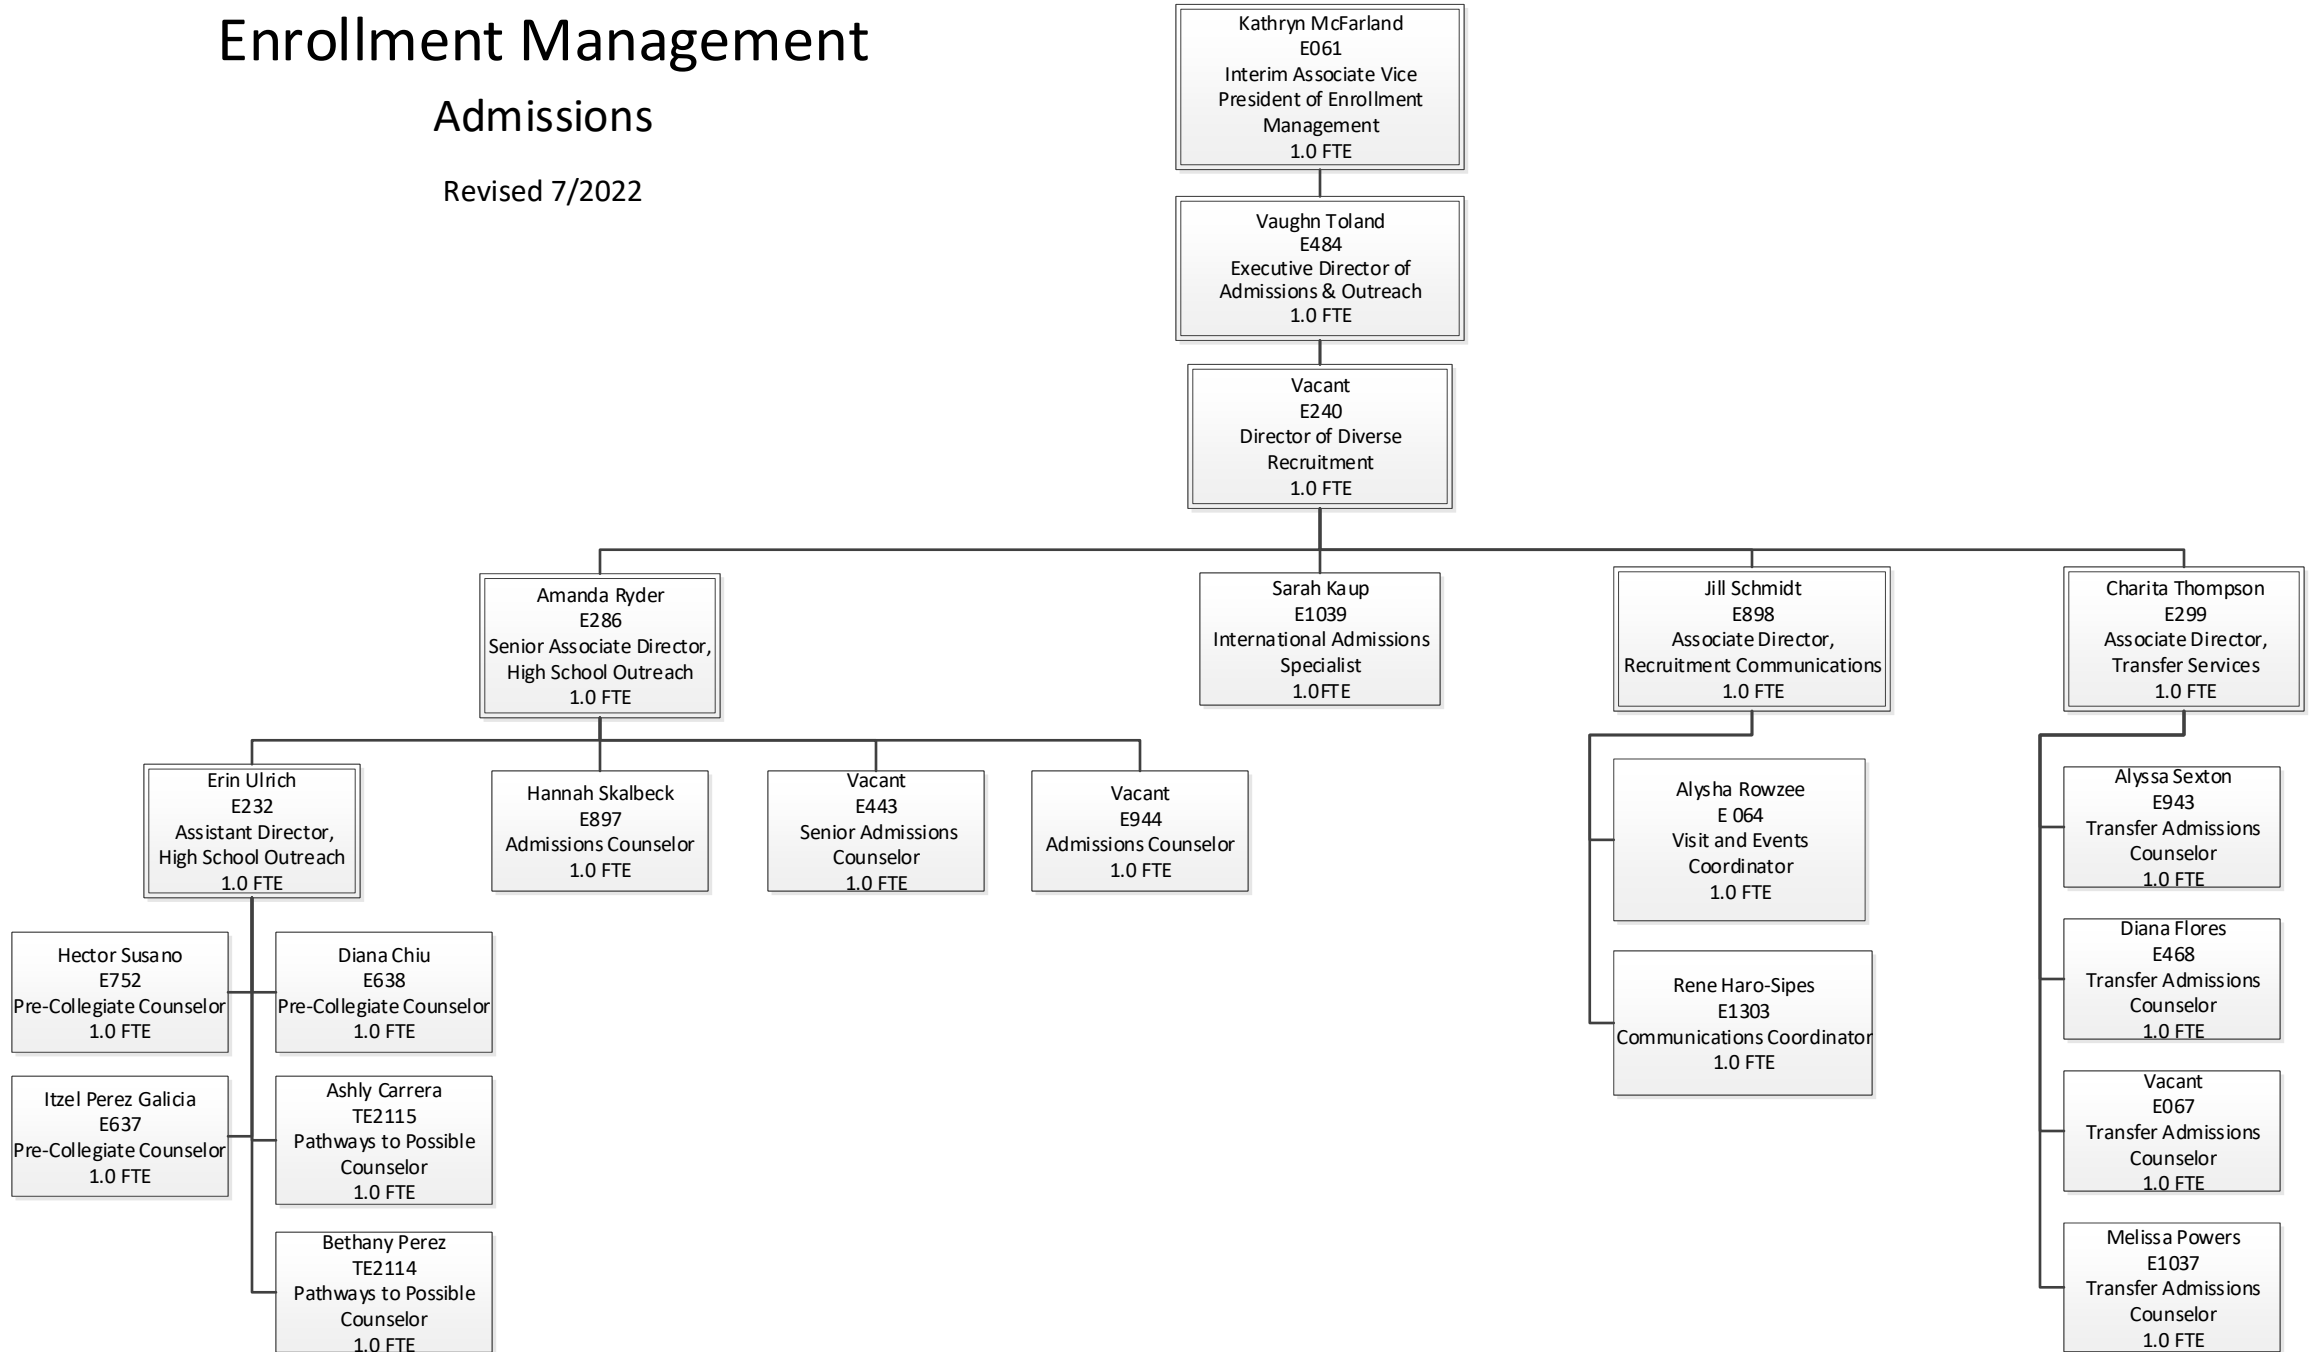 Enrollment Management
Admissions
Revised 7/2022
Kathryn McFarland
E061
Interim Associate Vice
President of Enrollment
Management
1.0 FTE
Vaughn Toland
E484
Executive Director of
Admissions & Outreach
1.0 FTE
Vacant
E240
Director of Diverse
Recruitment
1.0 FTE
Amanda Ryder
E286
Senior Associate Director,
High School Outreach
1.0 FTE
Sarah Kaup
E1039
International Admissions
Specialist
1.0FTE
Jill Schmidt
E898
Associate Director,
Recruitment Communications
1.0 FTE
Charita Thompson
E299
Associate Director,
Transfer Services
1.0 FTE
Erin Ulrich
E232
Assistant Director,
High School Outreach
1.0 FTE
Hannah Skalbeck
E897
Admissions Counselor
1.0 FTE
Vacant
E443
Senior Admissions
Counselor
1.0 FTE
Vacant
E944
Admissions Counselor
1.0 FTE
Alysha Rowzee
E 064
Visit and Events
Coordinator
1.0 FTE
Alyssa Sexton
E943
Transfer Admissions
Counselor
1.0 FTE
Hector Susano
E752
Pre-Collegiate Counselor
1.0 FTE
Diana Chiu
E638
Pre-Collegiate Counselor
1.0 FTE
Rene Haro-Sipes
E1303
Communications Coordinator
1.0 FTE
Diana Flores
E468
Transfer Admissions
Counselor
1.0 FTE
Itzel Perez Galicia
E637
Pre-Collegiate Counselor
1.0 FTE
Ashly Carrera
TE2115
Pathways to Possible
Counselor
1.0 FTE
Vacant
E067
Transfer Admissions
Counselor
1.0 FTE
Bethany Perez
TE2114
Pathways to Possible
Counselor
1.0 FTE
Melissa Powers
E1037
Transfer Admissions
Counselor
1.0 FTE